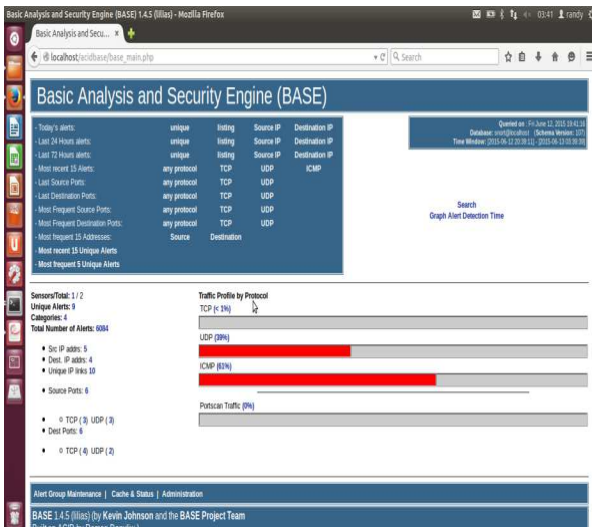 Basic Analysis and Security Engine (BASE) 1.4.5 (lilias) - Mozilla Firefox
03:41 randy
Basic Analysis and Secu... ×
localhost/acidbase/base_main.php
Search
Basic Analysis and Security Engine (BASE)
- Today's alerts: unique listing Source IP Destination IP
- Last 24 Hours alerts: unique listing Source IP Destination IP
- Last 72 Hours alerts: unique listing Source IP Destination IP
- Most recent 15 Alerts: any protocol TCP UDP ICMP
- Last Source Ports: any protocol TCP UDP
- Last Destination Ports: any protocol TCP UDP
- Most Frequent Source Ports: any protocol TCP UDP
- Most Frequent Destination Ports: any protocol TCP UDP
- Most frequent 15 Addresses: Source Destination
- Most recent 15 Unique Alerts
- Most frequent 5 Unique Alerts
Queried on : Fri June 12, 2015 19:41:16
Database: snort@localhost (Schema Version: 107)
Time Window:
Search
Graph Alert Detection Time
Sensors/Total: 1 / 2
Unique Alerts: 9
Categories: 4
Total Number of Alerts: 6084
Src IP addrs: 5
Dest. IP addrs: 4
Unique IP links 10
Source Ports: 6
TCP ( 3) UDP ( 3)
Dest Ports: 6
TCP ( 4) UDP ( 2)
Traffic Profile by Protocol
TCP (< 1%)
UDP (39%)
ICMP (61%)
Portscan Traffic (0%)
Alert Group Maintenance | Cache & Status | Administration
BASE 1.4.5 (lilias) (by Kevin Johnson and the BASE Project Team